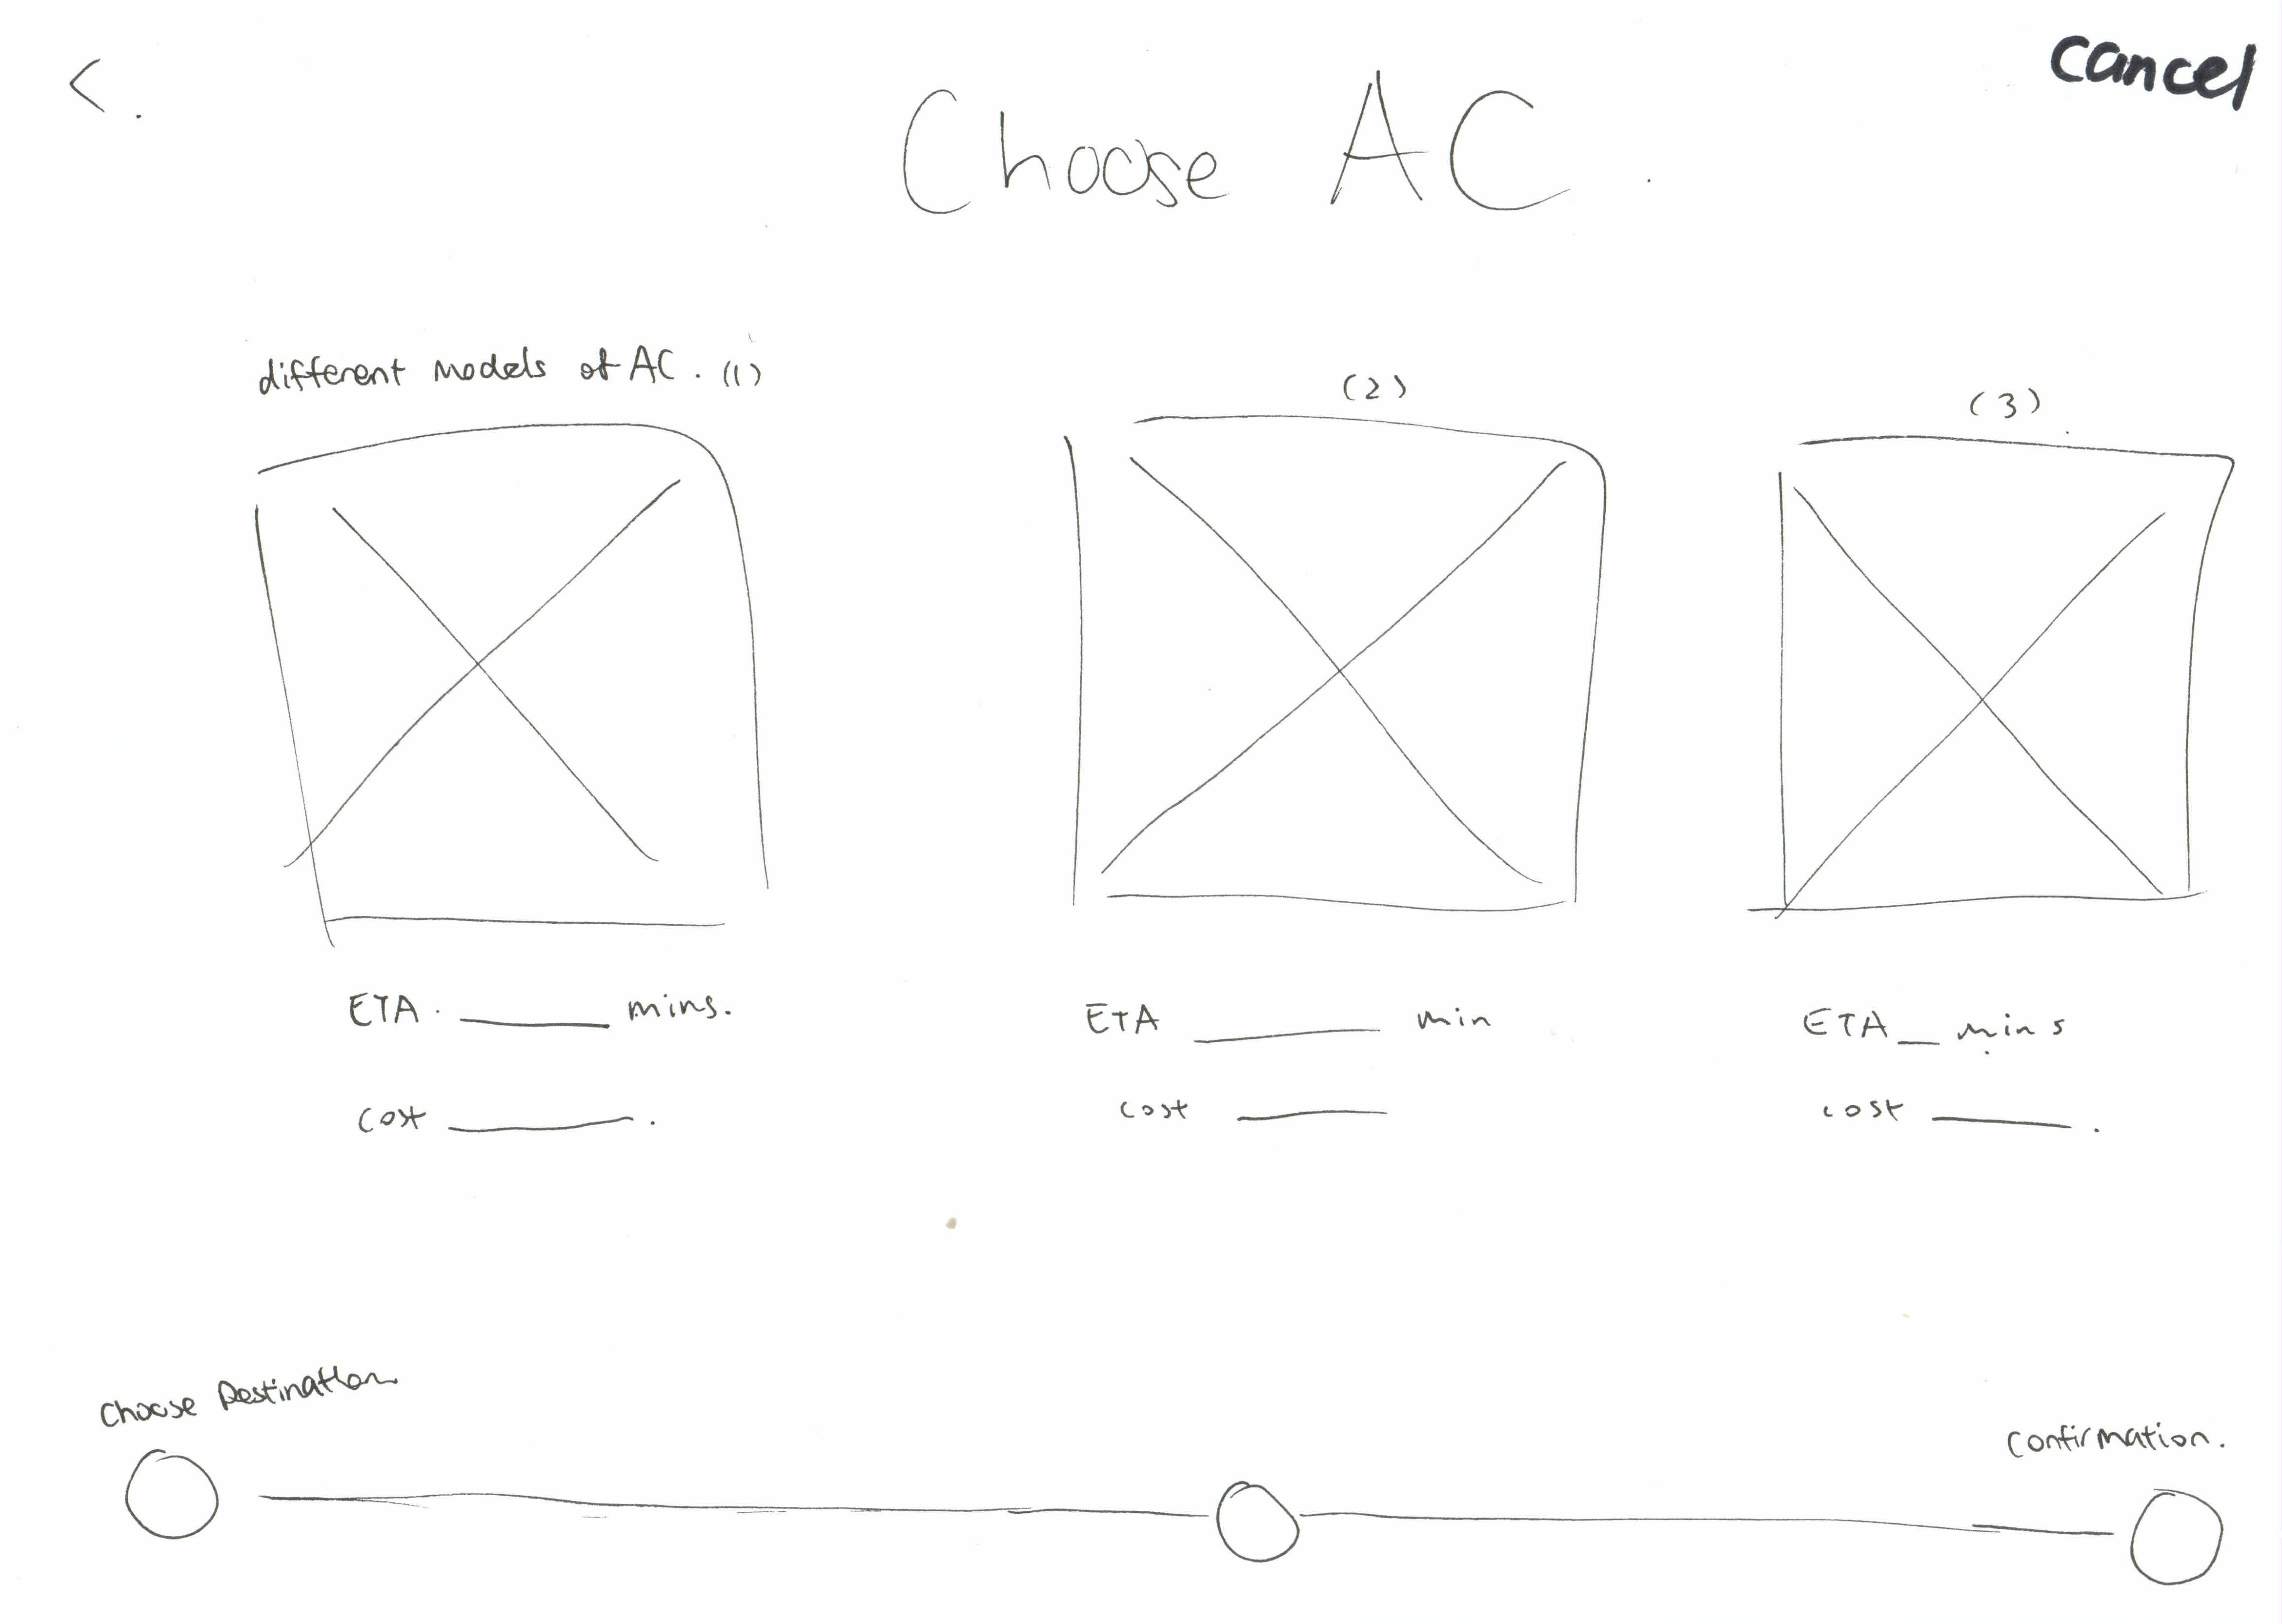 <.
cancel
Choose AC.
different models of AC. (1)
(2)
(3)
ETA. ______ mins.
ETA ______ min
ETA __ mins
cost ______.
cost ______
cost ______.
Choose Destination
Confirmation.